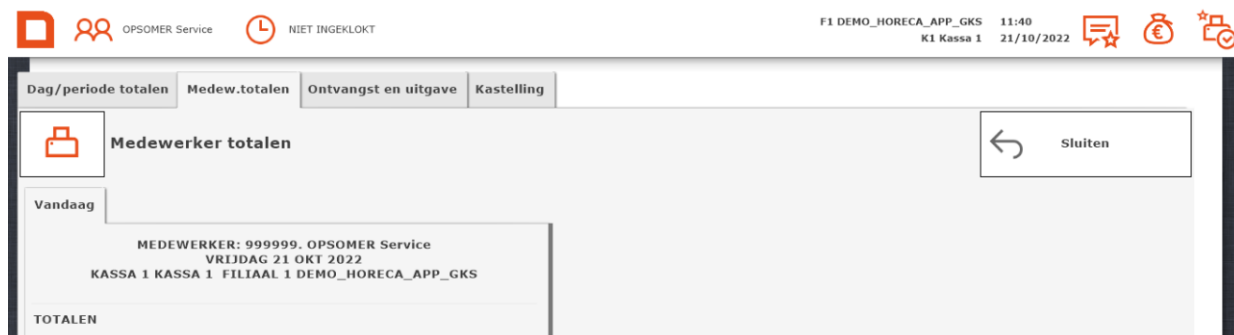 OPSOMER Service
NIET INGEKLOKT
F1 DEMO_HORECA_APP_GKS 11:40
K1 Kassa 1 21/10/2022
Dag/periode totalen Medew.totalen Ontvangst en uitgave Kastelling
Medewerker totalen
Sluiten
Vandaag
MEDEWERKER: 999999. OPSOMER Service
VRIJDAG 21 OKT 2022
KASSA 1 KASSA 1 FILIAAL 1 DEMO_HORECA_APP_GKS
TOTALEN